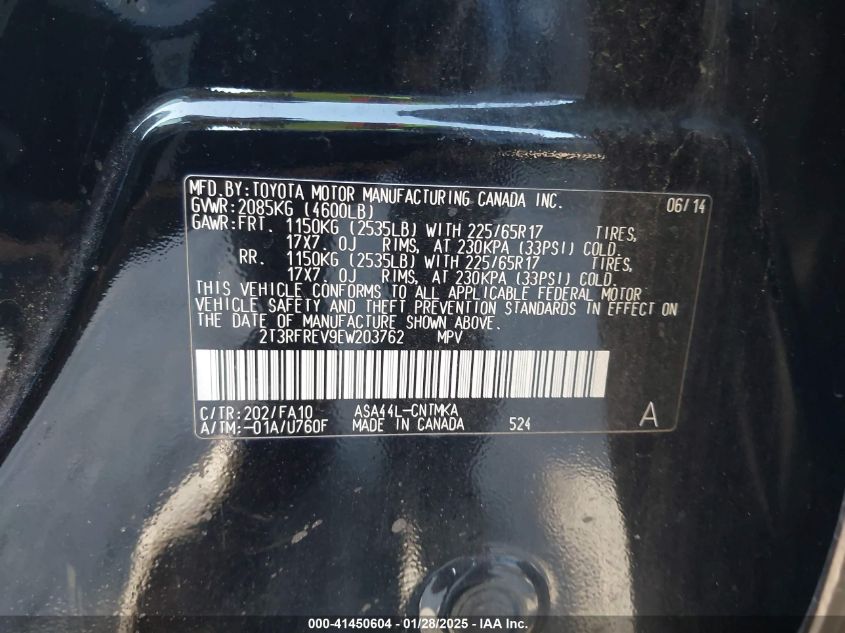 MFD.BY:TOYOTA MOTOR MANUFACTURING CANADA INC. 06/14
GVWR:2085KG (4600LB)
GAWR:FRT. 1150KG (2535LB) WITH 225/65R17 TIRES,
17X7.0J RIMS, AT 230KPA (33PSI) COLD.
RR. 1150KG (2535LB) WITH 225/65R17 TIRES,
17X7.0J RIMS, AT 230KPA (33PSI) COLD.
THIS VEHICLE CONFORMS TO ALL APPLICABLE FEDERAL MOTOR
VEHICLE SAFETY AND THEFT PREVENTION STANDARDS IN EFFECT ON
THE DATE OF MANUFACTURE SHOWN ABOVE.
2T3RFREV9EW203762 MPV
C/TR:202/FA10 ASA44L-CNTMKA A
A/TM:-01A/U760F MADE IN CANADA 524
000-41450604 - 01/28/2025 - IAA Inc.